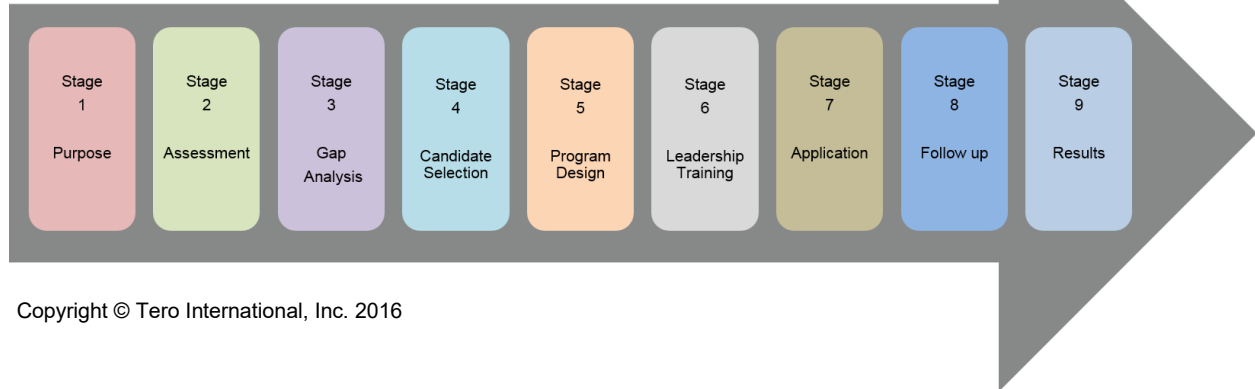 Stage
1
Purpose
Stage
2
Assessment
Stage
3
Gap
Analysis
Stage
4
Candidate
Selection
Stage
5
Program
Design
Stage
6
Leadership
Training
Stage
7
Application
Stage
8
Follow up
Stage
9
Results
Copyright © Tero International, Inc. 2016